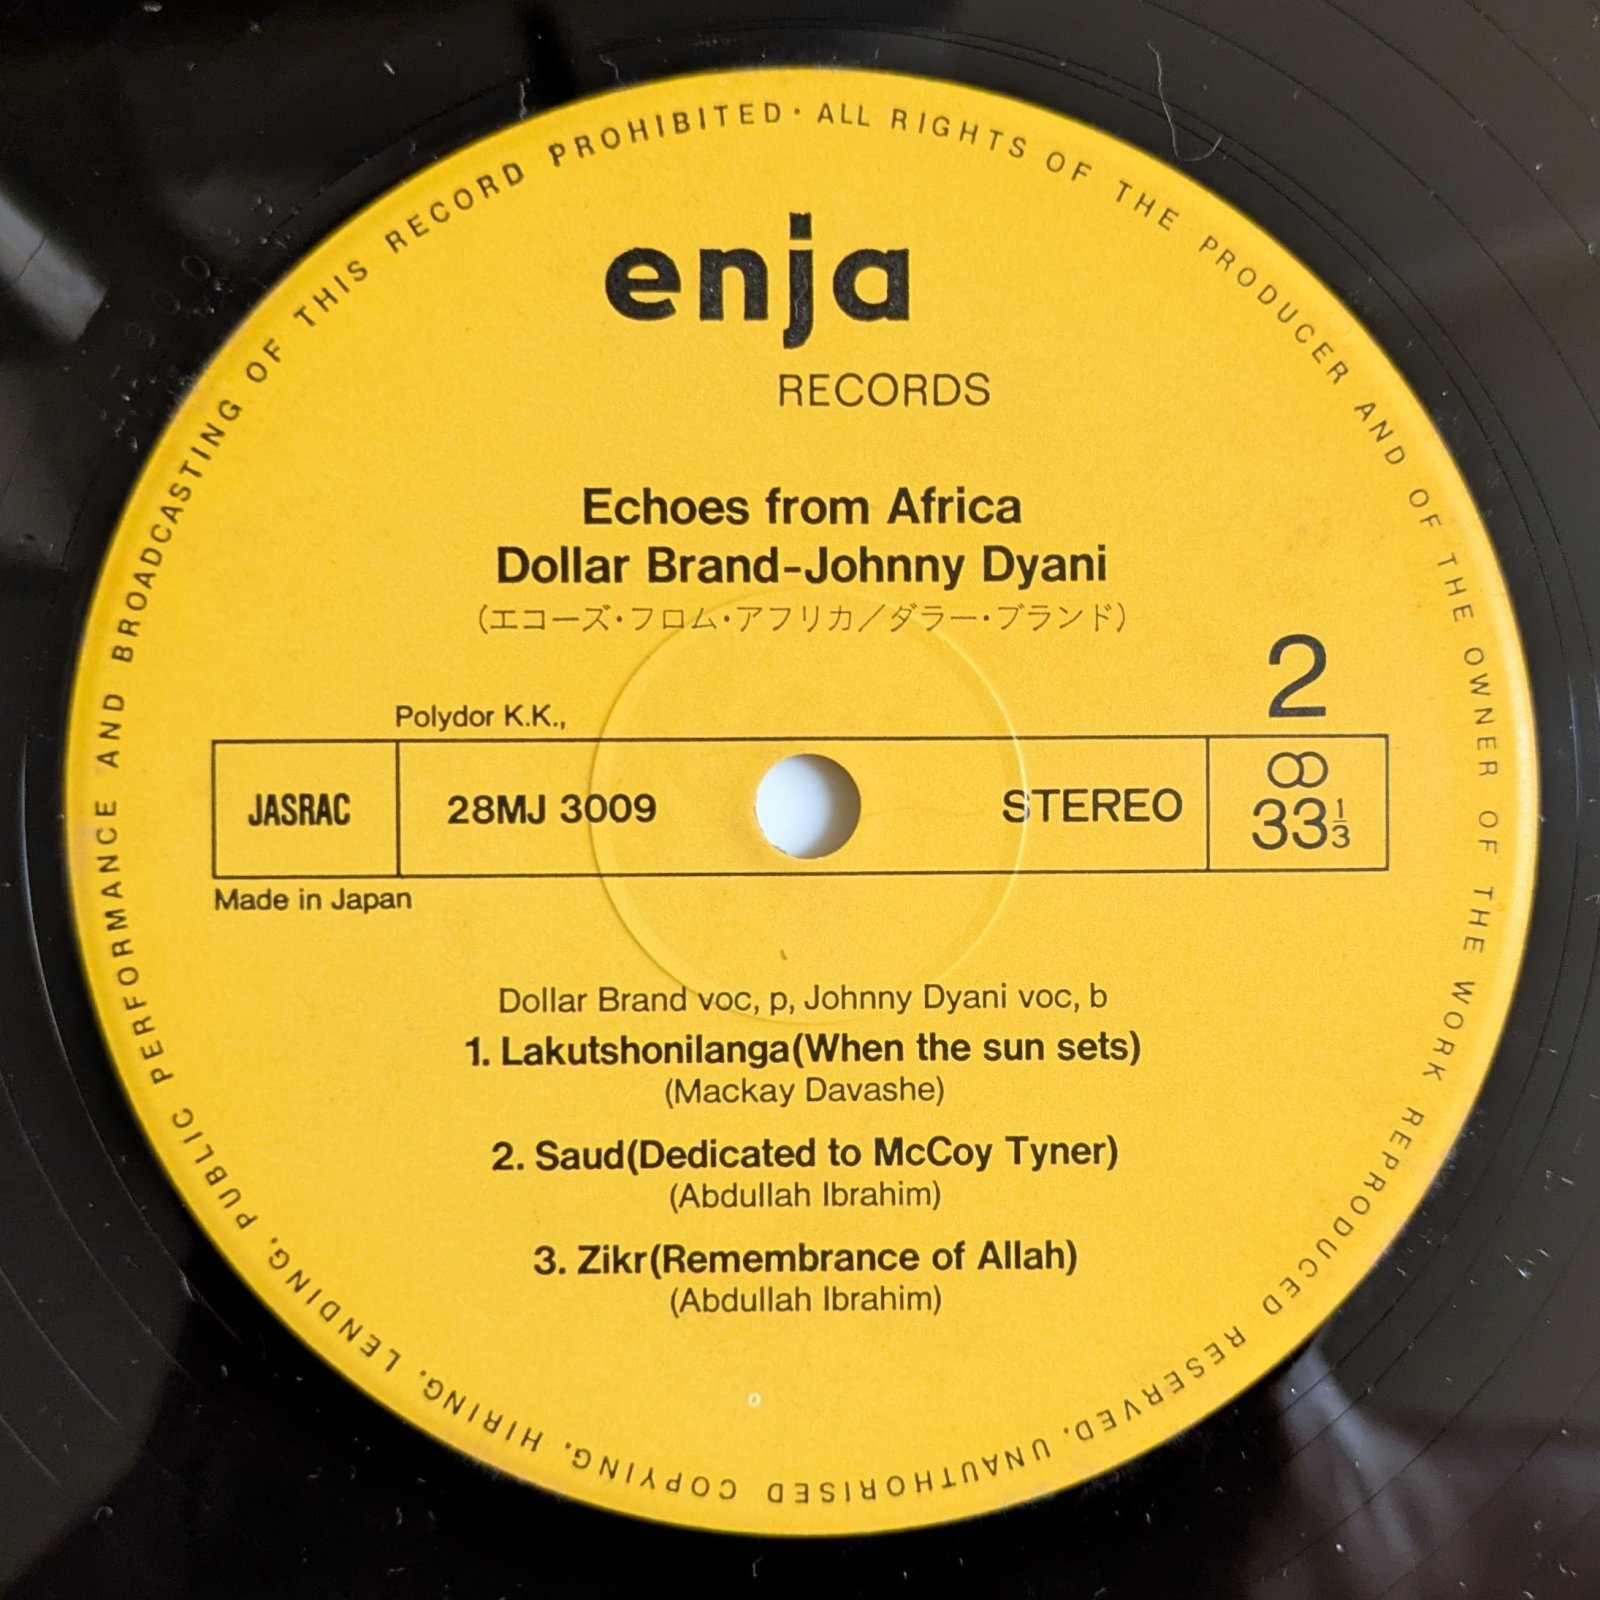 enja
RECORDS
Echoes from Africa
Dollar Brand-Johnny Dyani
(エコーズ・フロム・アフリカ/ダラー・ブランド)
2
Polydor K.K.,
JASRAC
28MJ 3009
STEREO
33⅓
Made in Japan
Dollar Brand voc, p, Johnny Dyani voc, b
1. Lakutshonilanga(When the sun sets)
(Mackay Davashe)
2. Saud(Dedicated to McCoy Tyner)
(Abdullah Ibrahim)
3. Zikr(Remembrance of Allah)
(Abdullah Ibrahim)
ALL RIGHTS OF THE PRODUCER AND OF THE OWNER OF THE WORK REPRODUCED RESERVED. UNAUTHORISED COPYING. HIRING. LENDING. PUBLIC PERFORMANCE AND BROADCASTING OF THIS RECORD PROHIBITED ·